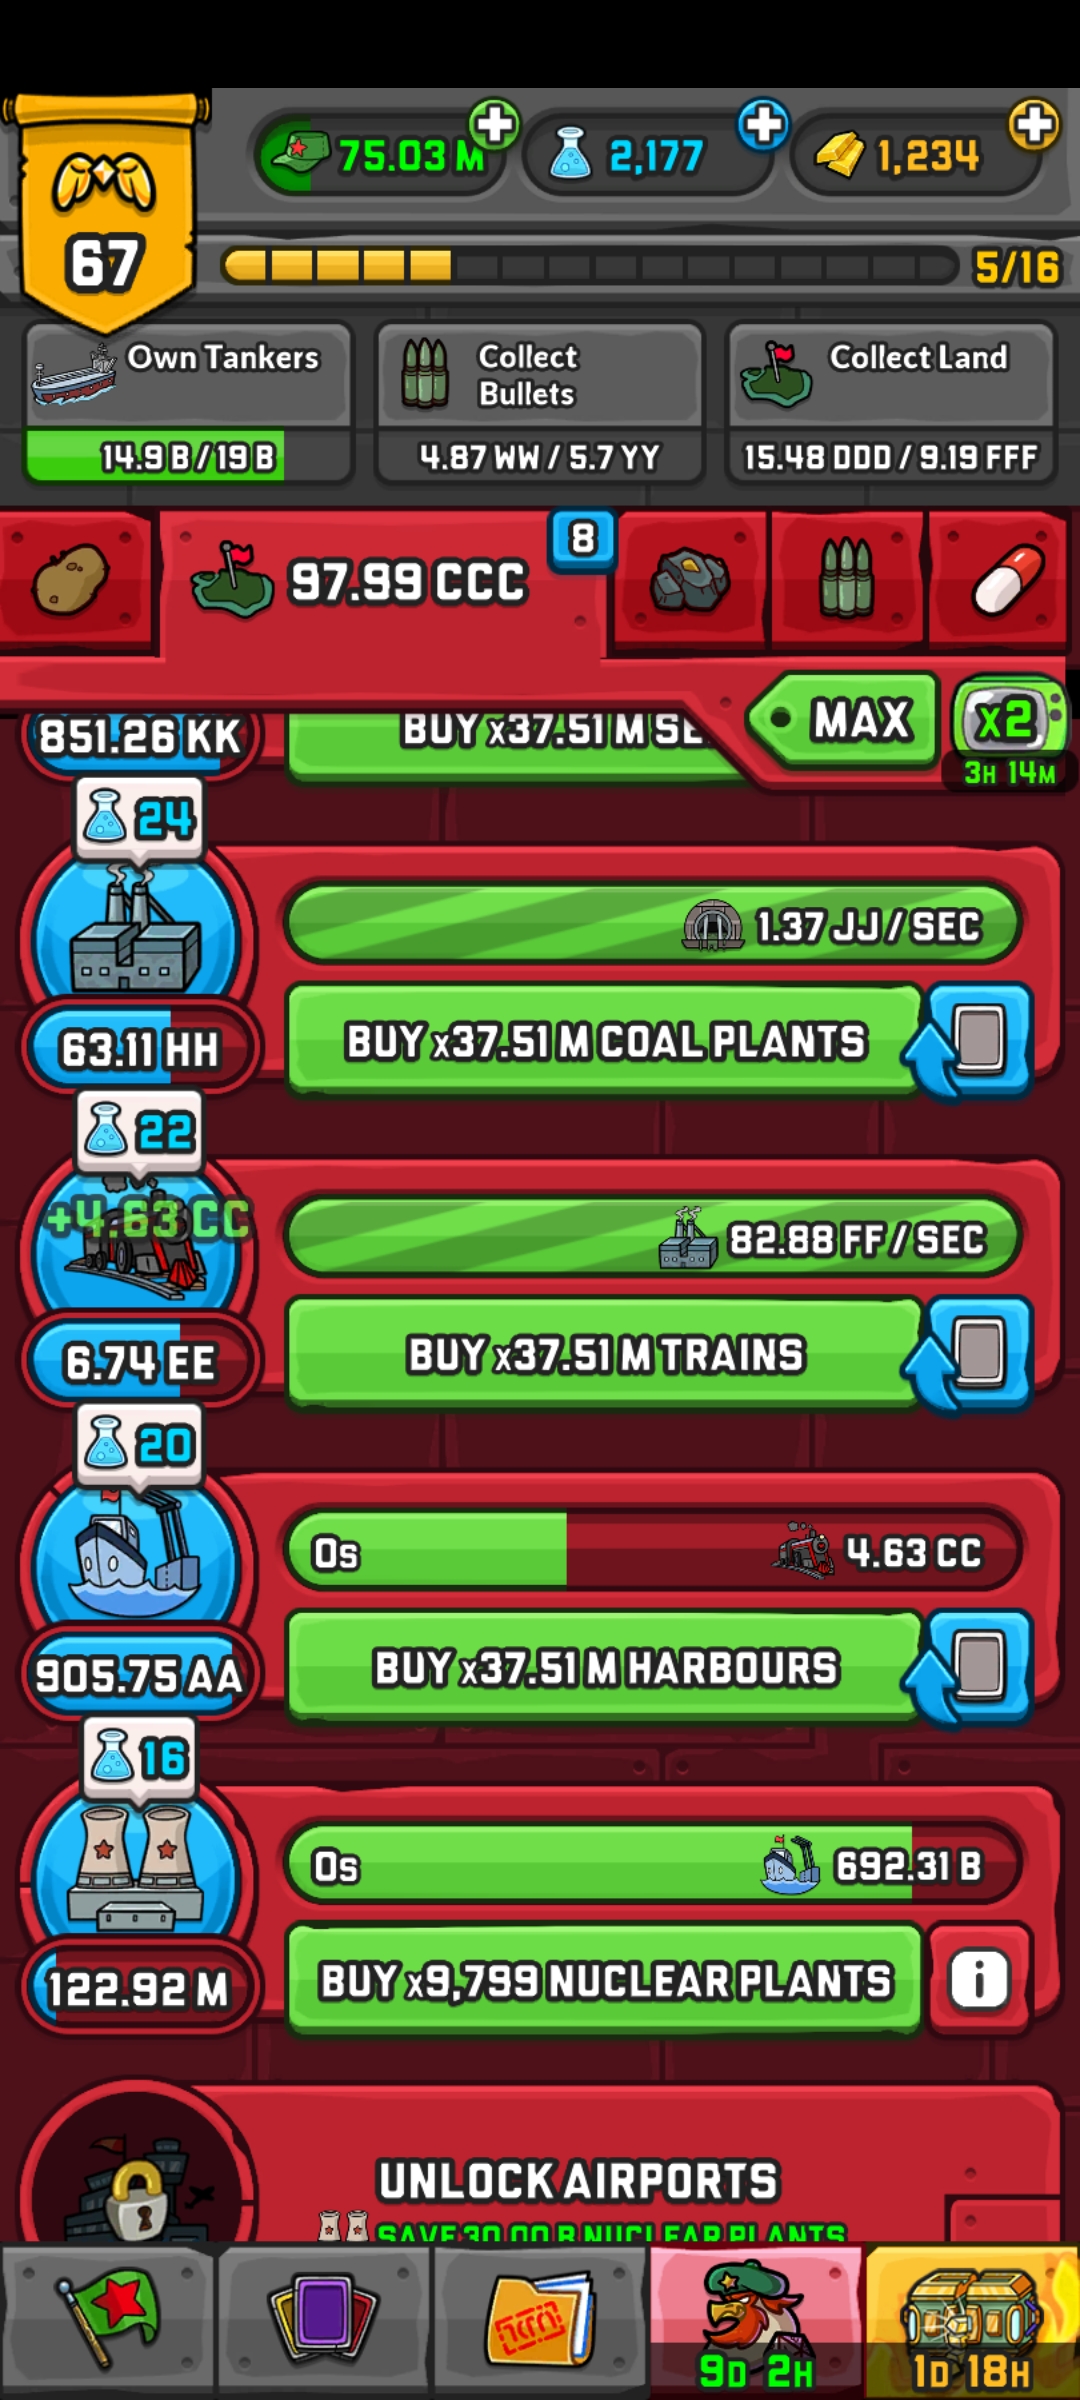 75.03 M
2,177
1,234
67
5/16
Own Tankers
14.9 B / 19 B
Collect
Bullets
4.87 WW / 5.7 YY
Collect Land
15.48 DDD / 9.19 FFF
97.99 CCC
8
MAX
x2
3H 14M
851.26 KK
BUY x37.51 M SE
24
1.37 JJ / SEC
63.11 HH
BUY x37.51 M COAL PLANTS
22
+4.63 CC
82.88 FF / SEC
6.74 EE
BUY x37.51 M TRAINS
20
0s
4.63 CC
905.75 AA
BUY x37.51 M HARBOURS
16
0s
692.31 B
122.92 M
BUY x9,799 NUCLEAR PLANTS
i
UNLOCK AIRPORTS
SAVE 30.00 B NUCLEAR PLANTS
9D 2H
1D 18H